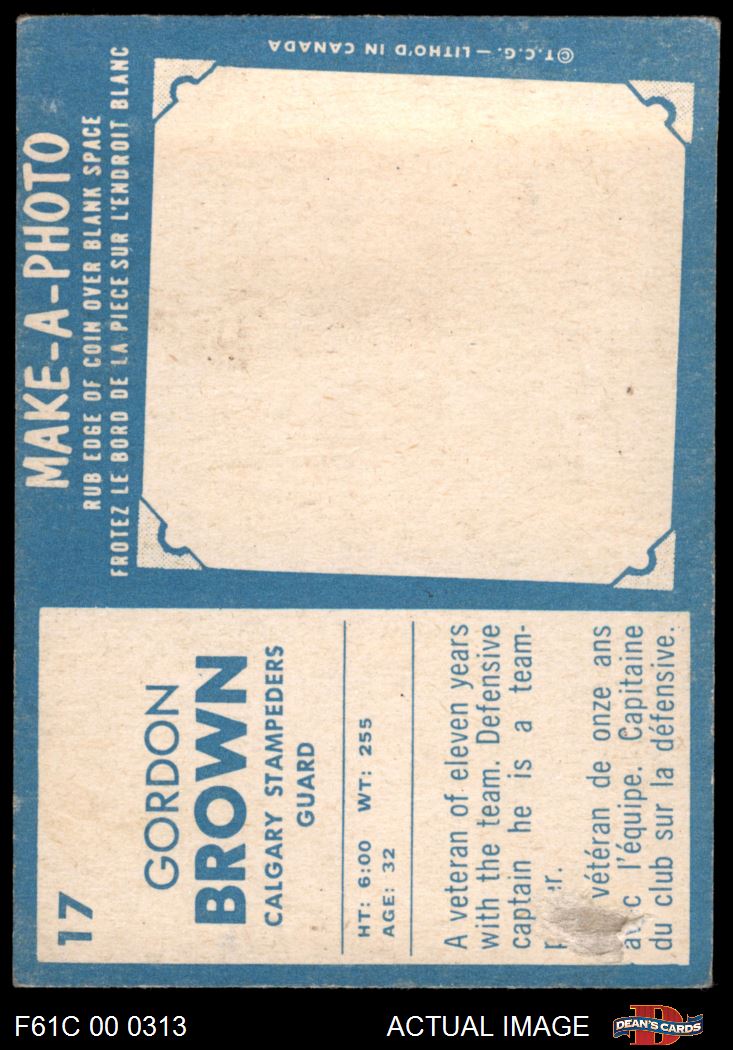 ©T.C.G.—LITHO'D IN CANADA
MAKE-A-PHOTO
RUB EDGE OF COIN OVER BLANK SPACE
FROTEZ LE BORD DE LA PIECE SUR L'ENDROIT BLANC
17
GORDON
BROWN
CALGARY STAMPEDERS
GUARD
HT: 6:00 WT: 255
AGE: 32
A veteran of eleven years
with the team. Defensive
captain he is a team-
vétéran de onze ans
l'équipe. Capitaine
du club sur la défensive.
F61C 00 0313
ACTUAL IMAGE
D
DEAN'S CARDS